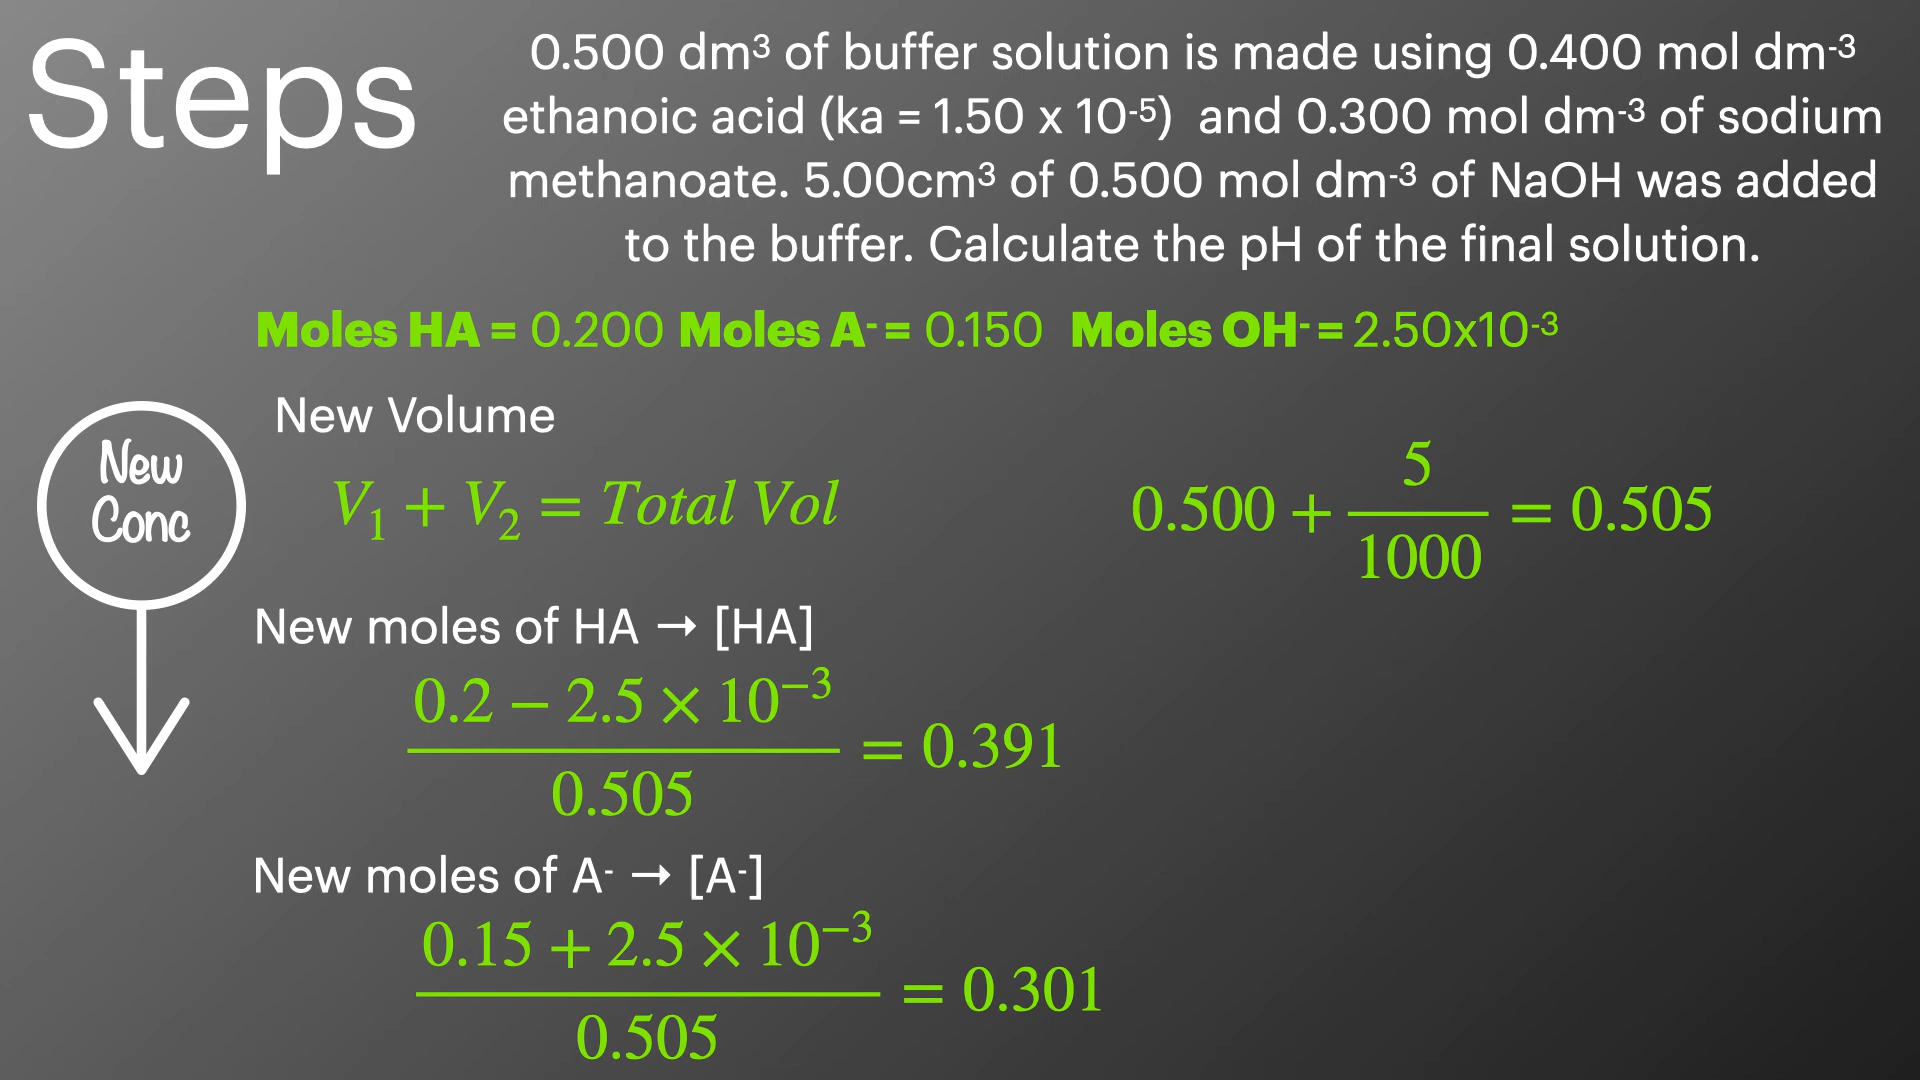 Steps
0.500 dm³ of buffer solution is made using 0.400 mol dm⁻³
ethanoic acid (ka = 1.50 x 10⁻⁵) and 0.300 mol dm⁻³ of sodium
methanoate. 5.00cm³ of 0.500 mol dm⁻³ of NaOH was added
to the buffer. Calculate the pH of the final solution.
Moles HA = 0.200 Moles A⁻ = 0.150 Moles OH⁻ = 2.50x10⁻³
New
Conc
New Volume
V₁ + V₂ = Total Vol
0.500 + 5/1000 = 0.505
New moles of HA → [HA]
0.2 − 2.5 × 10⁻³
0.505
= 0.391
New moles of A⁻ → [A⁻]
0.15 + 2.5 × 10⁻³
0.505
= 0.301